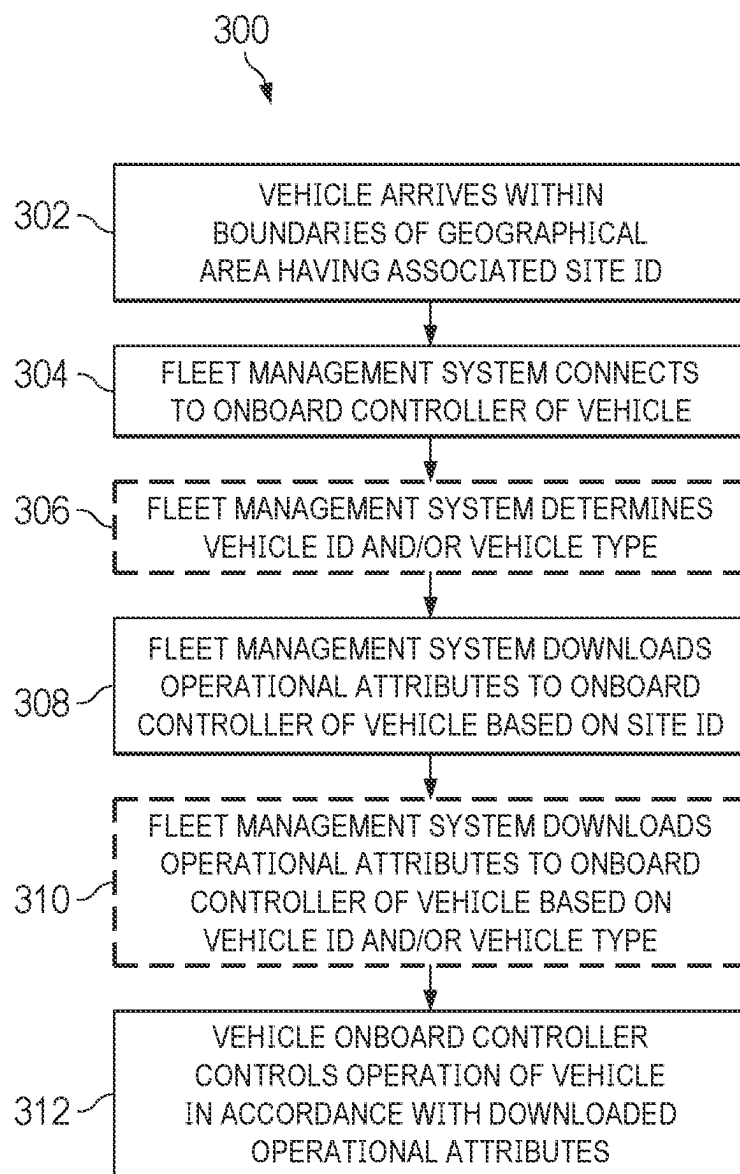 300
302
VEHICLE ARRIVES WITHIN
BOUNDARIES OF GEOGRAPHICAL
AREA HAVING ASSOCIATED SITE ID
304
FLEET MANAGEMENT SYSTEM CONNECTS
TO ONBOARD CONTROLLER OF VEHICLE
306
FLEET MANAGEMENT SYSTEM DETERMINES
VEHICLE ID AND/OR VEHICLE TYPE
308
FLEET MANAGEMENT SYSTEM DOWNLOADS
OPERATIONAL ATTRIBUTES TO ONBOARD
CONTROLLER OF VEHICLE BASED ON SITE ID
310
FLEET MANAGEMENT SYSTEM DOWNLOADS
OPERATIONAL ATTRIBUTES TO ONBOARD
CONTROLLER OF VEHICLE BASED ON
VEHICLE ID AND/OR VEHICLE TYPE
312
VEHICLE ONBOARD CONTROLLER
CONTROLS OPERATION OF VEHICLE
IN ACCORDANCE WITH DOWNLOADED
OPERATIONAL ATTRIBUTES